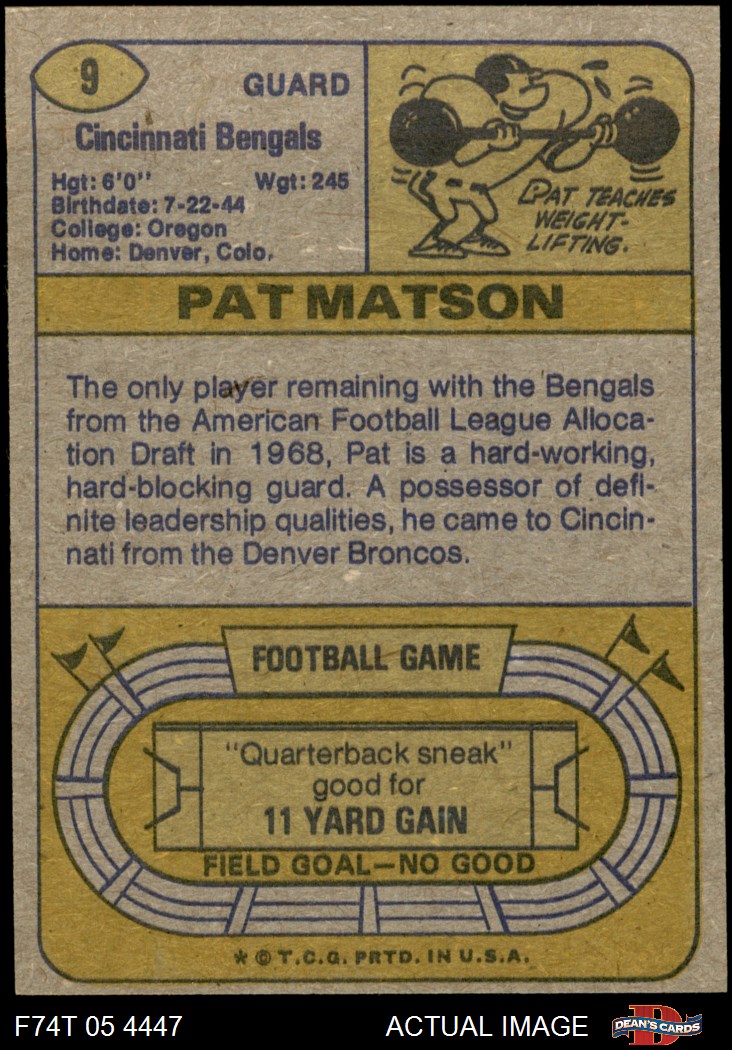 9
GUARD
Cincinnati Bengals
Hgt: 6'0" Wgt: 245
Birthdate: 7-22-44
College: Oregon
Home: Denver, Colo.
PAT TEACHES
WEIGHT-
LIFTING.
PAT MATSON
The only player remaining with the Bengals
from the American Football League Alloca-
tion Draft in 1968, Pat is a hard-working,
hard-blocking guard. A possessor of defi-
nite leadership qualities, he came to Cincin-
nati from the Denver Broncos.
FOOTBALL GAME
"Quarterback sneak"
good for
11 YARD GAIN
FIELD GOAL—NO GOOD
* © T.C.G. PRTD. IN U.S.A.
F74T 05 4447 ACTUAL IMAGE D DEAN'S CARDS